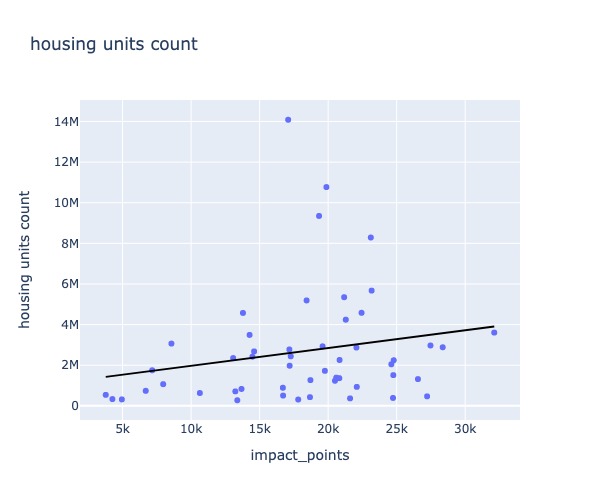 housing units count
housing units count
14M
12M
10M
8M
6M
4M
2M
0
5k 10k 15k 20k 25k 30k
impact_points